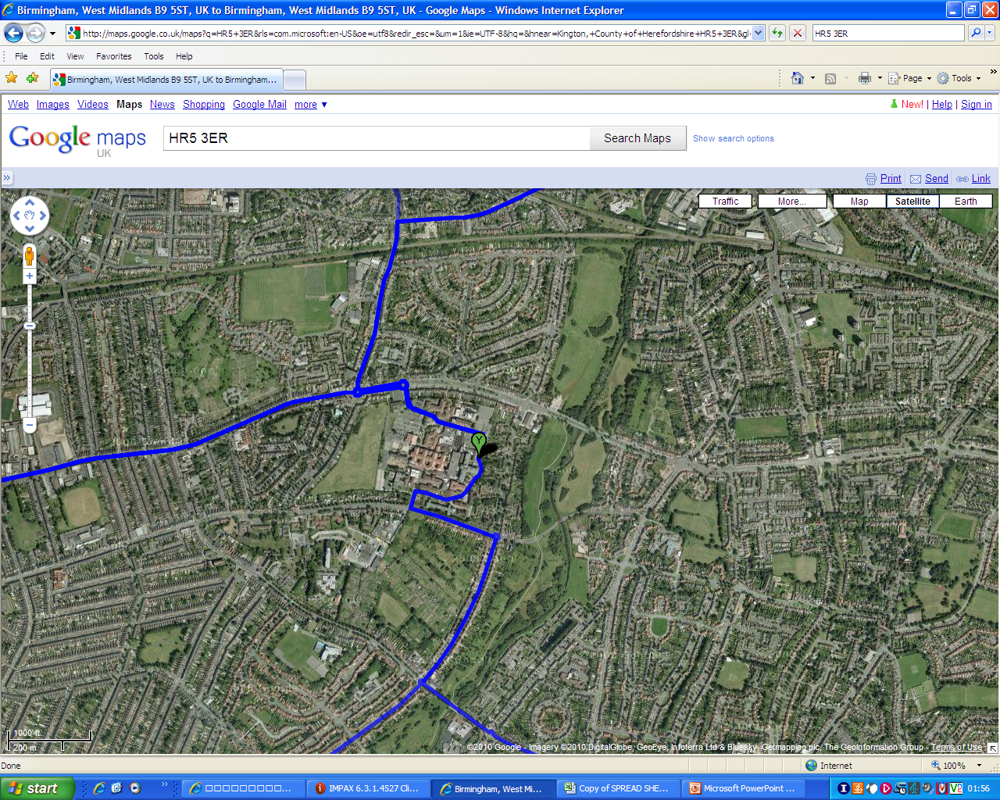 Birmingham, West Midlands B9 5ST, UK to Birmingham, West Midlands B9 5ST, UK - Google Maps - Windows Internet Explorer
http://maps.google.co.uk/maps?q=HR5+3ER&rls=com.microsoft:en-US&oe=utf8&redir_esc=&um=1&ie=UTF-8&hq=&hnear=Kington,+County+of+Herefordshire+HR5+3ER&gl= HR5 3ER
File Edit View Favorites Tools Help
Birmingham, West Midlands B9 5ST, UK to Birmingham... Page Tools
Web Images Videos Maps News Shopping Google Mail more ▼ New! | Help | Sign in
Google maps UK HR5 3ER Search Maps Show search options
Print Send Link
Traffic More... Map Satellite Earth
Y
1000 ft
200 m
©2010 Google - Imagery ©2010 DigitalGlobe, GeoEye, Infoterra Ltd & Bluesky, Getmapping plc, The GeoInformation Group - Terms of Use
Done Internet 100%
start □□□□□□□□□... IMPAX 6.3.1.4527 Cli... Birmingham, West Mi... Copy of SPREAD SHE... Microsoft PowerPoint ... 01:56